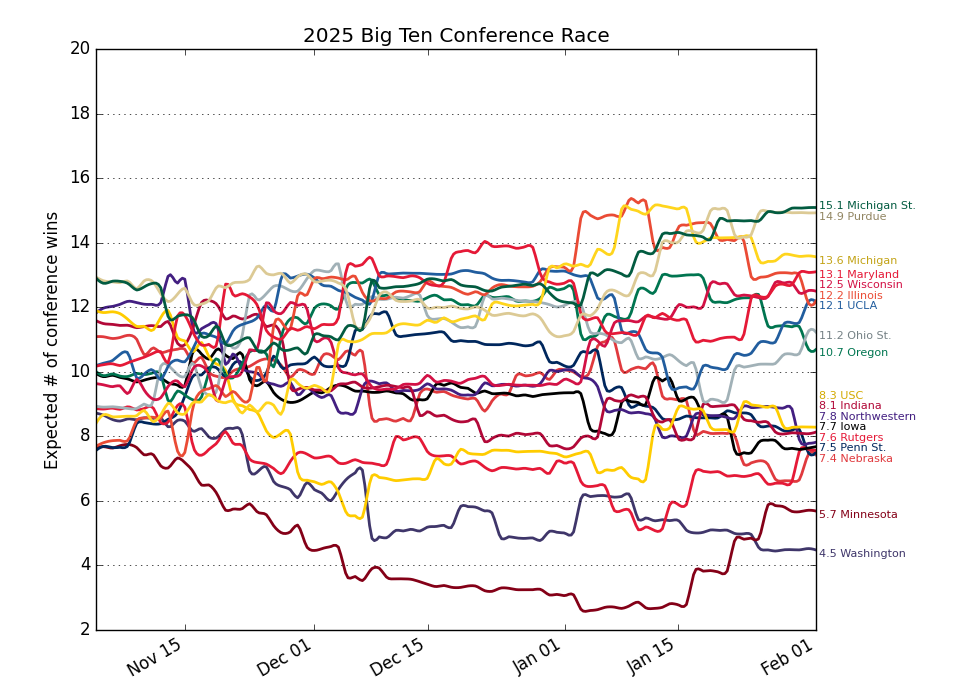 2025 Big Ten Conference Race
Expected # of conference wins
20
18
16
14
12
10
8
6
4
2
15.1 Michigan St.
14.9 Purdue
13.6 Michigan
13.1 Maryland
12.5 Wisconsin
12.2 Illinois
12.1 UCLA
11.2 Ohio St.
10.7 Oregon
8.3 USC
8.1 Indiana
7.8 Northwestern
7.7 Iowa
7.6 Rutgers
7.5 Penn St.
7.4 Nebraska
5.7 Minnesota
4.5 Washington
Nov 15
Dec 01
Dec 15
Jan 01
Jan 15
Feb 01